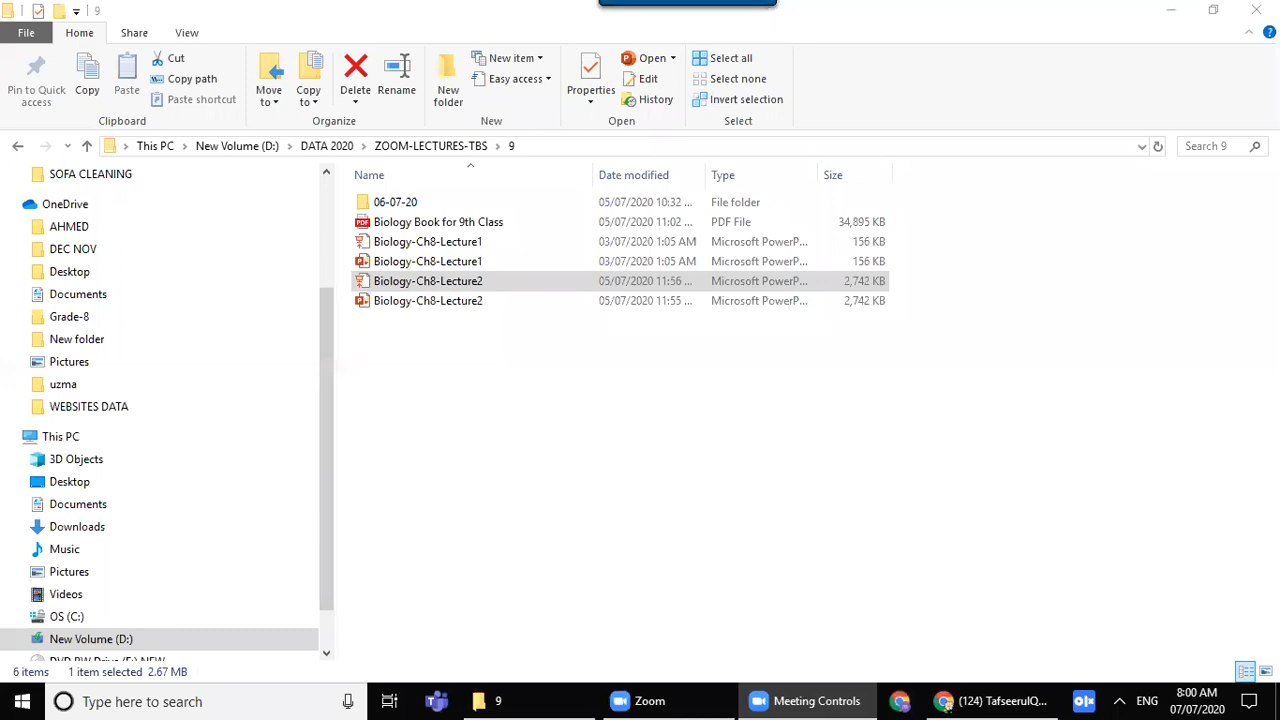 9
File Home Share View
Pin to Quick access
Copy
Paste
Cut
Copy path
Paste shortcut
Clipboard
Move to
Copy to
Delete
Rename
Organize
New folder
New item
Easy access
New
Properties
Open
Edit
History
Open
Select all
Select none
Invert selection
Select
This PC New Volume (D:) DATA 2020 ZOOM-LECTURES-TBS 9
Search 9
Name Date modified Type Size
06-07-20 05/07/2020 10:32 ... File folder
Biology Book for 9th Class 05/07/2020 11:02 ... PDF File 34,895 KB
Biology-Ch8-Lecture1 03/07/2020 1:05 AM Microsoft PowerP... 156 KB
Biology-Ch8-Lecture1 03/07/2020 1:05 AM Microsoft PowerP... 156 KB
Biology-Ch8-Lecture2 05/07/2020 11:56 ... Microsoft PowerP... 2,742 KB
Biology-Ch8-Lecture2 05/07/2020 11:55 ... Microsoft PowerP... 2,742 KB
SOFA CLEANING
OneDrive
AHMED
DEC NOV
Desktop
Documents
Grade-8
New folder
Pictures
uzma
WEBSITES DATA
This PC
3D Objects
Desktop
Documents
Downloads
Music
Pictures
Videos
OS (C:)
New Volume (D:)
6 items 1 item selected 2.67 MB
Type here to search
9
Zoom
Meeting Controls
(124) TafseerulQ...
ENG
8:00 AM
07/07/2020